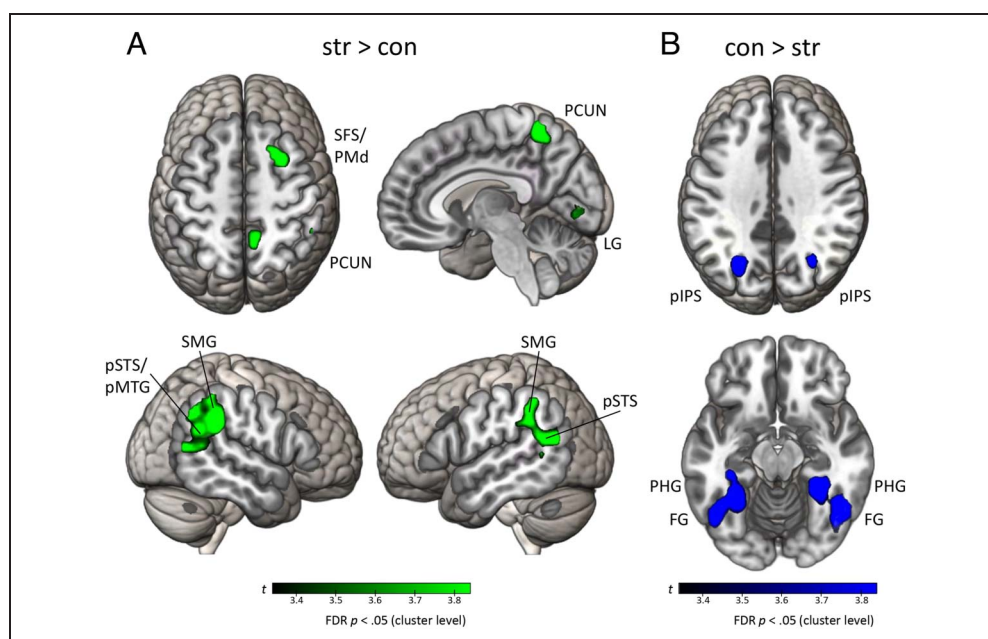 A
str > con
B
con > str
SFS/
PMd
PCUN
PCUN
LG
pIPS
pIPS
SMG
pSTS/
pMTG
SMG
pSTS
PHG
FG
PHG
FG
t
3.4 3.5 3.6 3.7 3.8
FDR p < .05 (cluster level)
t
3.4 3.5 3.6 3.7 3.8
FDR p < .05 (cluster level)